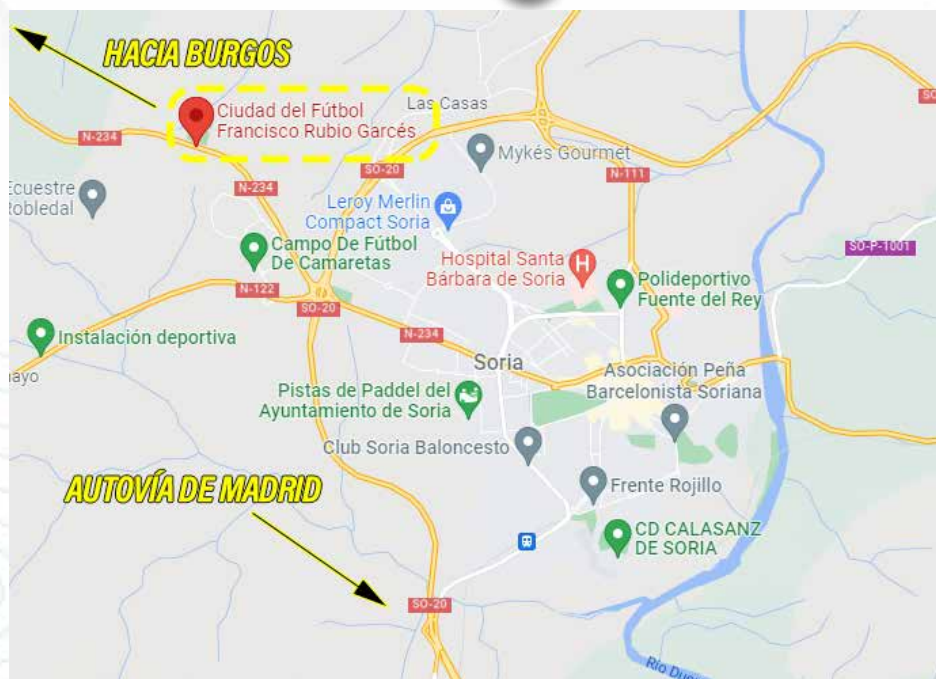 HACIA BURGOS
Ciudad del Fútbol
Francisco Rubio Garcés
Las Casas
SO
N-234
SO-20
Mykés Gourmet
N-111
N-234
Ecuestre
Robledal
Leroy Merlin
Compact Soria
SO-P-1001
Campo De Fútbol
De Camaretas
Hospital Santa
Bárbara de Soria
H
Polideportivo
Fuente del Rey
N-122
SO-20
N-234
Instalación deportiva
Soria
Asociación Peña
Barcelonista Soriana
Pistas de Paddel del
Ayuntamiento de Soria
Club Soria Baloncesto
AUTOVÍA DE MADRID
Frente Rojillo
CD CALASANZ
DE SORIA
SO-20
Río